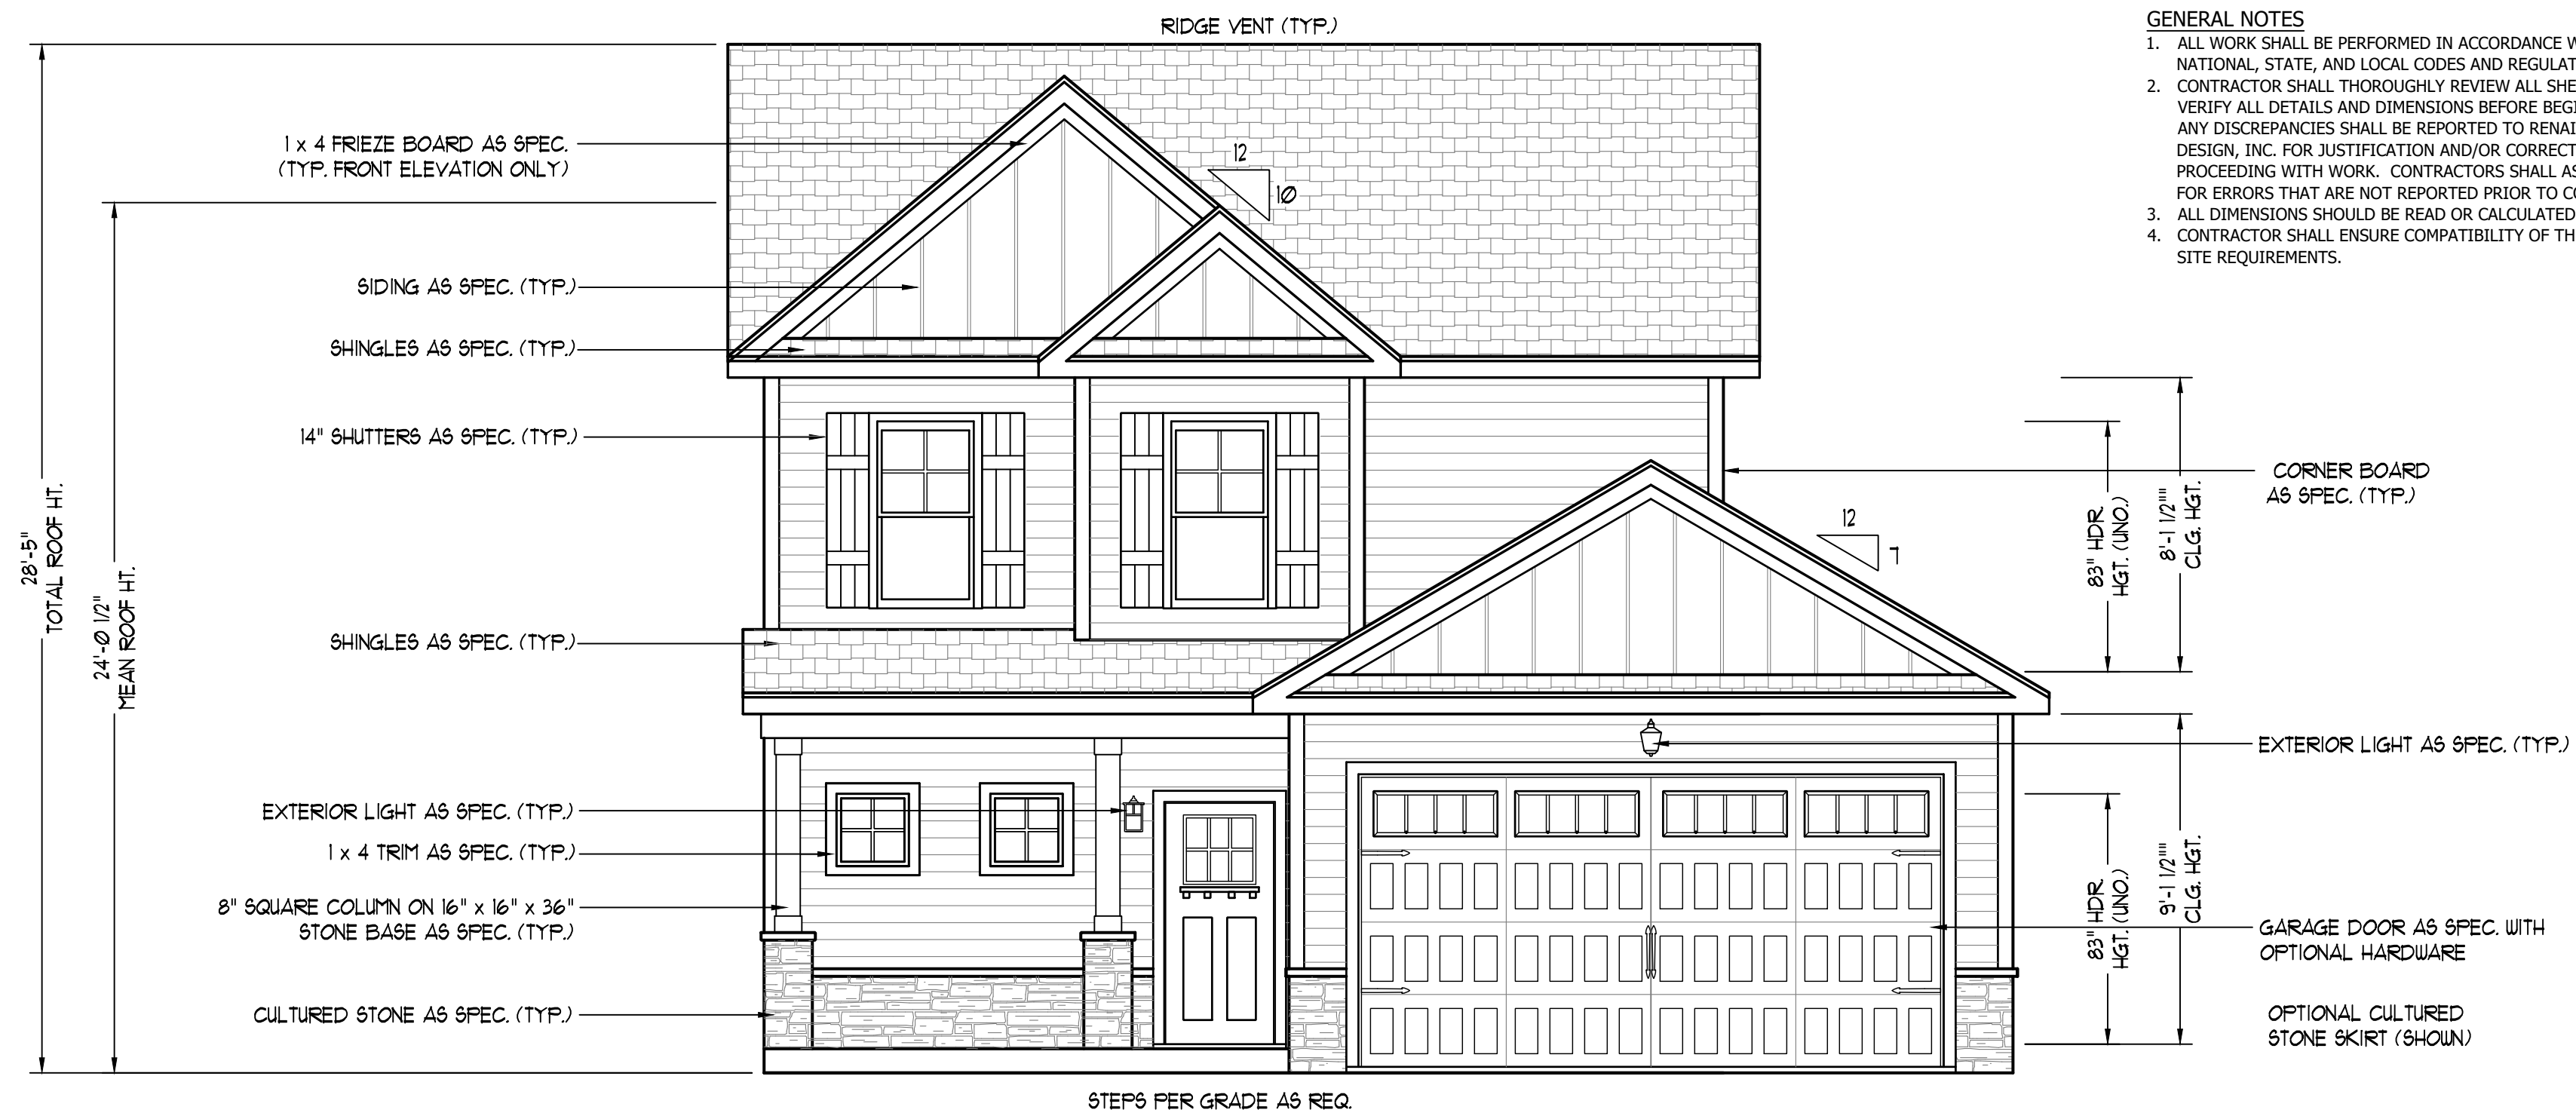 RIDGE VENT (TYP.)
GENERAL NOTES
1. ALL WORK SHALL BE PERFORMED IN ACCORDANCE
NATIONAL, STATE, AND LOCAL CODES AND
2. CONTRACTOR SHALL THOROUGHLY REVIEW ALL
VERIFY ALL DETAILS AND DIMENSIONS BEFORE
ANY DISCREPANCIES SHALL BE REPORTED TO
DESIGN, INC. FOR JUSTIFICATION AND/OR
PROCEEDING WITH WORK. CONTRACTORS SHALL
FOR ERRORS THAT ARE NOT REPORTED PRIOR TO
3. ALL DIMENSIONS SHOULD BE READ OR CALCULATED
4. CONTRACTOR SHALL ENSURE COMPATIBILITY OF
SITE REQUIREMENTS.
1 x 4 FRIEZE BOARD AS SPEC.
(TYP. FRONT ELEVATION ONLY)
12
10
SIDING AS SPEC. (TYP.)
SHINGLES AS SPEC. (TYP.)
14" SHUTTERS AS SPEC. (TYP.)
28'-5"
TOTAL ROOF HT.
24'-0 1/2"
MEAN ROOF HT.
CORNER BOARD
AS SPEC. (TYP.)
12
7
83" HDR.
HGT. (UNO.)
8'-1 1/2""
CLG. HGT.
SHINGLES AS SPEC. (TYP.)
EXTERIOR LIGHT AS SPEC. (TYP.)
EXTERIOR LIGHT AS SPEC. (TYP.)
1 x 4 TRIM AS SPEC. (TYP.)
8" SQUARE COLUMN ON 16" x 16" x 36"
STONE BASE AS SPEC. (TYP.)
83" HDR.
HGT. (UNO.)
9'-1 1/2""
CLG. HGT.
GARAGE DOOR AS SPEC. WITH
OPTIONAL HARDWARE
CULTURED STONE AS SPEC. (TYP.)
OPTIONAL CULTURED
STONE SKIRT (SHOWN)
STEPS PER GRADE AS REQ.